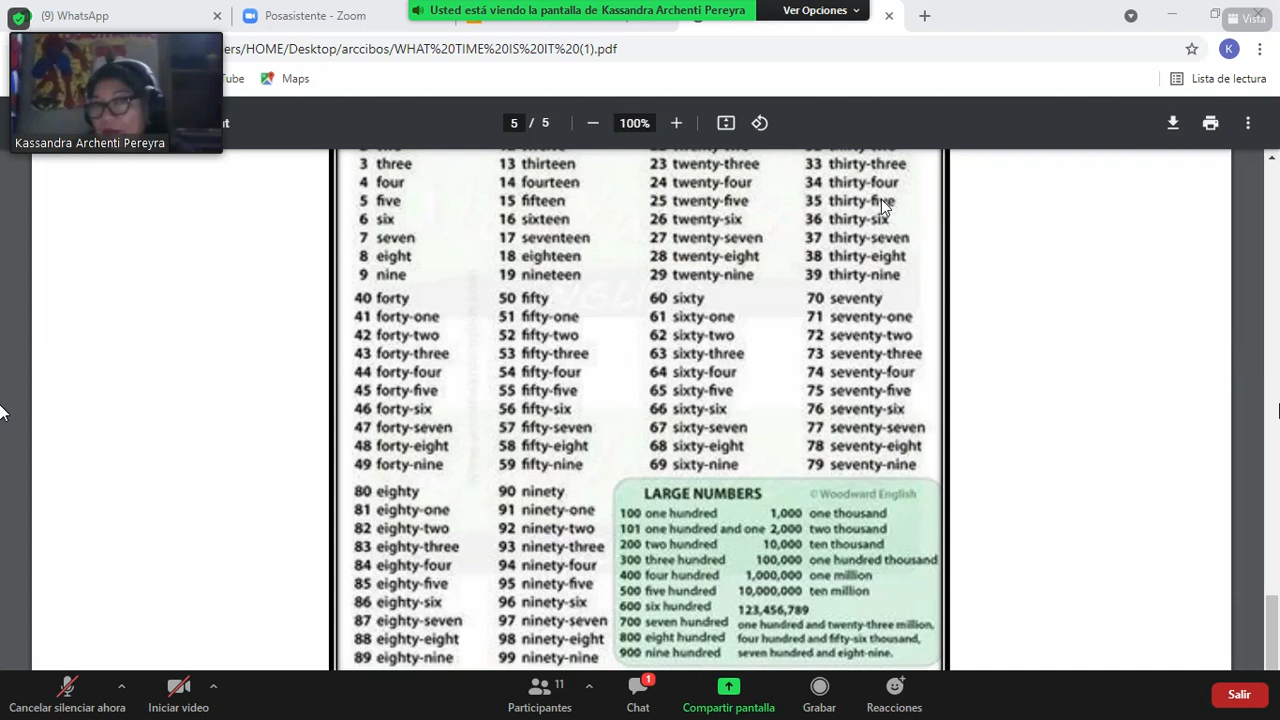 (9) WhatsApp
Posasistente - Zoom
Usted está viendo la pantalla de Kassandra Archenti Pereyra
Ver Opciones
Vista
ers/HOME/Desktop/arccibos/WHAT%20TIME%20IS%20IT%20(1).pdf
K
Tube
Maps
Lista de lectura
Kassandra Archenti Pereyra
5 / 5
100%
3 three 13 thirteen 23 twenty-three 33 thirty-three
4 four 14 fourteen 24 twenty-four 34 thirty-four
5 five 15 fifteen 25 twenty-five 35 thirty-five
6 six 16 sixteen 26 twenty-six 36 thirty-six
7 seven 17 seventeen 27 twenty-seven 37 thirty-seven
8 eight 18 eighteen 28 twenty-eight 38 thirty-eight
9 nine 19 nineteen 29 twenty-nine 39 thirty-nine
40 forty 50 fifty 60 sixty 70 seventy
41 forty-one 51 fifty-one 61 sixty-one 71 seventy-one
42 forty-two 52 fifty-two 62 sixty-two 72 seventy-two
43 forty-three 53 fifty-three 63 sixty-three 73 seventy-three
44 forty-four 54 fifty-four 64 sixty-four 74 seventy-four
45 forty-five 55 fifty-five 65 sixty-five 75 seventy-five
46 forty-six 56 fifty-six 66 sixty-six 76 seventy-six
47 forty-seven 57 fifty-seven 67 sixty-seven 77 seventy-seven
48 forty-eight 58 fifty-eight 68 sixty-eight 78 seventy-eight
49 forty-nine 59 fifty-nine 69 sixty-nine 79 seventy-nine
80 eighty 90 ninety
81 eighty-one 91 ninety-one
82 eighty-two 92 ninety-two
83 eighty-three 93 ninety-three
84 eighty-four 94 ninety-four
85 eighty-five 95 ninety-five
86 eighty-six 96 ninety-six
87 eighty-seven 97 ninety-seven
88 eighty-eight 98 ninety-eight
89 eighty-nine 99 ninety-nine
LARGE NUMBERS © Woodward English
100 one hundred 1,000 one thousand
101 one hundred and one 2,000 two thousand
200 two hundred 10,000 ten thousand
300 three hundred 100,000 one hundred thousand
400 four hundred 1,000,000 one million
500 five hundred 10,000,000 ten million
600 six hundred 123,456,789
700 seven hundred one hundred and twenty-three million,
800 eight hundred four hundred and fifty-six thousand,
900 nine hundred seven hundred and eight-nine.
Cancelar silenciar ahora
Iniciar video
11
Participantes
1
Chat
Compartir pantalla
Grabar
Reacciones
Salir